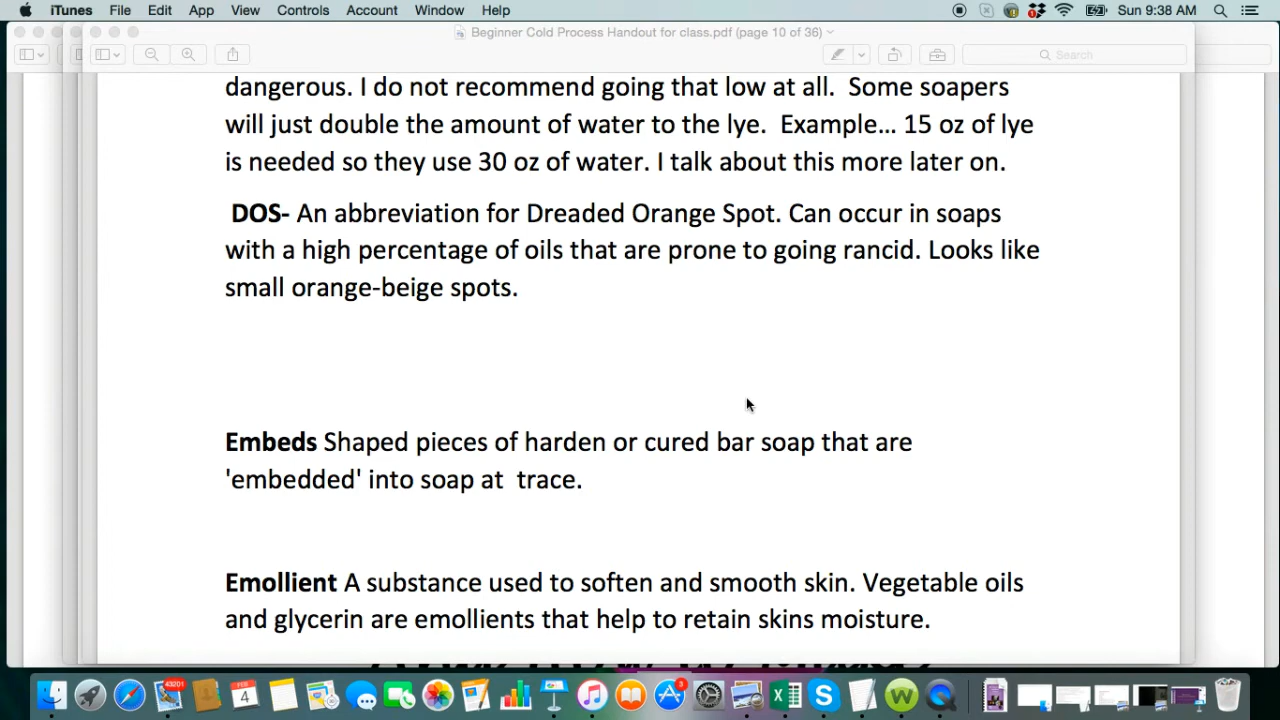 iTunes File Edit View Controls Account Window Help Sun 9:38 AM
Beginner Cold Process Handout for class.pdf (page 10 of 36)
Search
dangerous. I do not recommend going that low at all. Some soapers
will just double the amount of water to the lye. Example... 15 oz of lye
is needed so they use 30 oz of water. I talk about this more later on.
DOS- An abbreviation for Dreaded Orange Spot. Can occur in soaps
with a high percentage of oils that are prone to going rancid. Looks like
small orange-beige spots.
Embeds Shaped pieces of harden or cured bar soap that are
'embedded' into soap at trace.
Emollient A substance used to soften and smooth skin. Vegetable oils
and glycerin are emollients that help to retain skins moisture.
43201
FEB
4
3